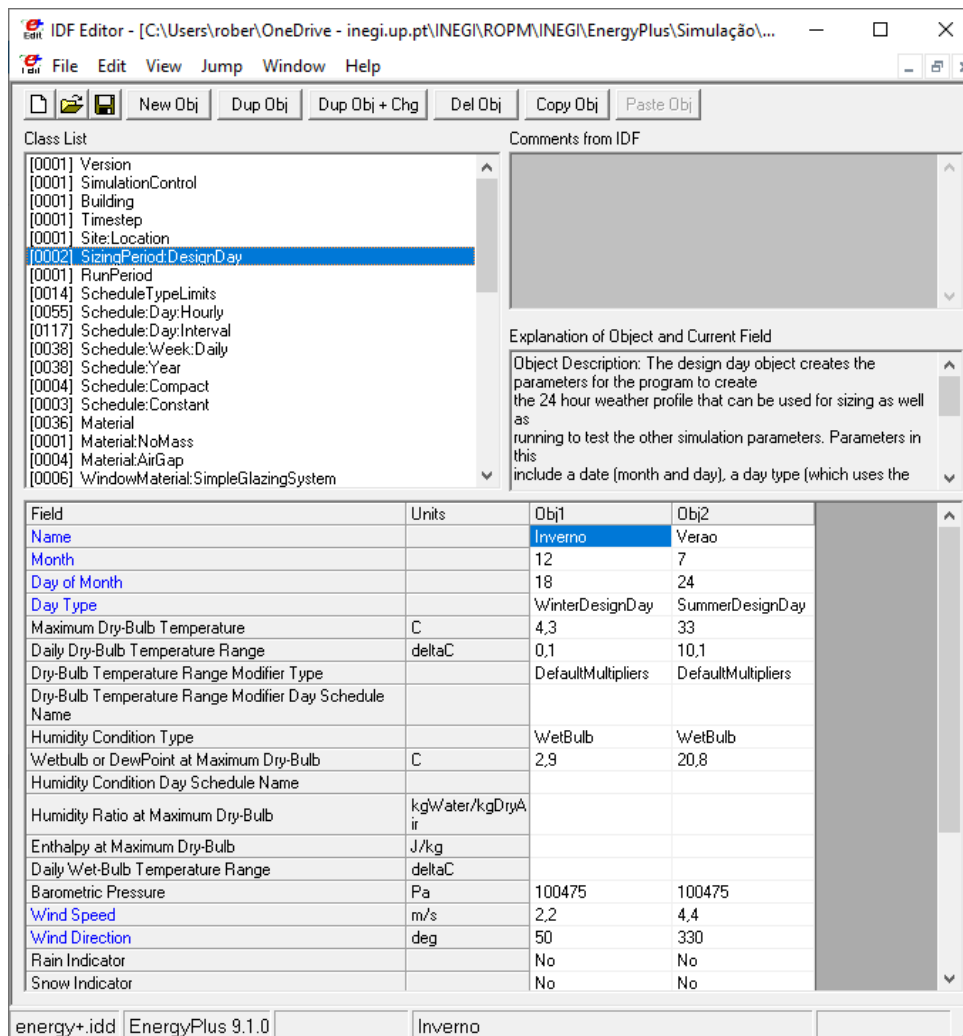 IDF Editor - [C:\Users\rober\OneDrive - inegi.up.pt\INEGI\ROPM\INEGI\EnergyPlus\Simulação\...
File Edit View Jump Window Help
New Obj Dup Obj Dup Obj + Chg Del Obj Copy Obj Paste Obj
Class List
[0001] Version
[0001] SimulationControl
[0001] Building
[0001] Timestep
[0001] Site:Location
[0002] SizingPeriod:DesignDay
[0001] RunPeriod
[0014] ScheduleTypeLimits
[0055] Schedule:Day:Hourly
[0117] Schedule:Day:Interval
[0038] Schedule:Week:Daily
[0038] Schedule:Year
[0004] Schedule:Compact
[0003] Schedule:Constant
[0036] Material
[0001] Material:NoMass
[0004] Material:AirGap
[0006] WindowMaterial:SimpleGlazingSystem
Comments from IDF
Explanation of Object and Current Field
Object Description: The design day object creates the
parameters for the program to create
the 24 hour weather profile that can be used for sizing as well
as
running to test the other simulation parameters. Parameters in
this
include a date (month and day), a day type (which uses the
Field Units Obj1 Obj2
Name Inverno Verao
Month 12 7
Day of Month 18 24
Day Type WinterDesignDay SummerDesignDay
Maximum Dry-Bulb Temperature C 4,3 33
Daily Dry-Bulb Temperature Range deltaC 0,1 10,1
Dry-Bulb Temperature Range Modifier Type DefaultMultipliers DefaultMultipliers
Dry-Bulb Temperature Range Modifier Day Schedule
Name
Humidity Condition Type WetBulb WetBulb
Wetbulb or DewPoint at Maximum Dry-Bulb C 2,9 20,8
Humidity Condition Day Schedule Name
Humidity Ratio at Maximum Dry-Bulb kgWater/kgDryA
ir
Enthalpy at Maximum Dry-Bulb J/kg
Daily Wet-Bulb Temperature Range deltaC
Barometric Pressure Pa 100475 100475
Wind Speed m/s 2,2 4,4
Wind Direction deg 50 330
Rain Indicator No No
Snow Indicator No No
energy+.idd EnergyPlus 9.1.0 Inverno